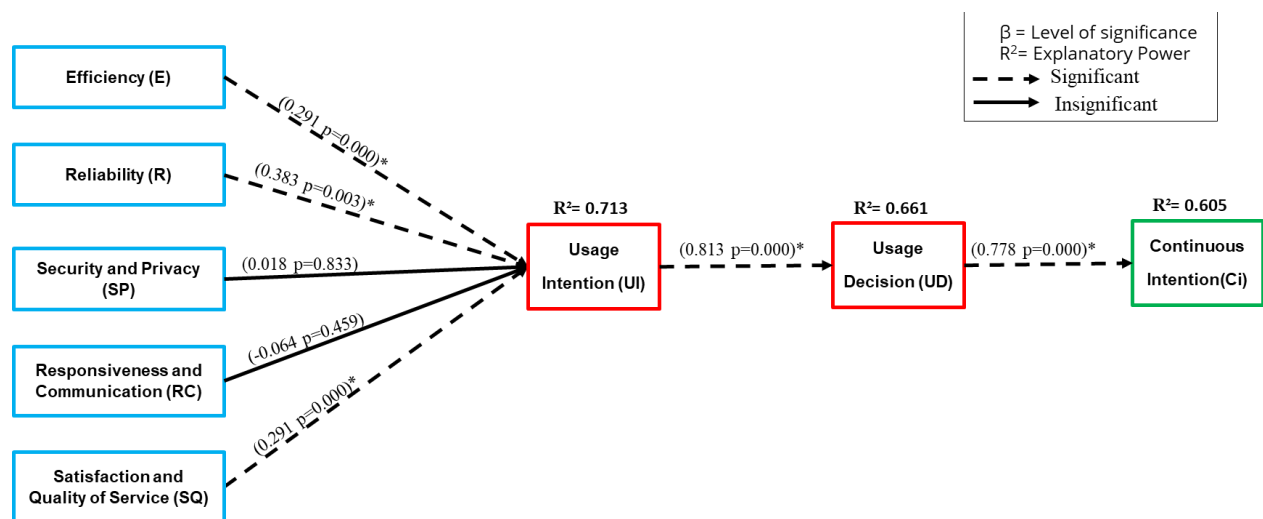 β = Level of significance
R²= Explanatory Power
Significant
Insignificant
Efficiency (E)
(0.291 p=0.000)*
Reliability (R)
(0.383 p=0.003)*
R²= 0.713
R²= 0.661
R²= 0.605
Security and Privacy
(SP)
(0.018 p=0.833)
Usage
Intention (UI)
(0.813 p=0.000)*
Usage
Decision (UD)
(0.778 p=0.000)*
Continuous
Intention(Ci)
Responsiveness and
Communication (RC)
(-0.064 p=0.459)
Satisfaction and
Quality of Service (SQ)
(0.291 p=0.000)*